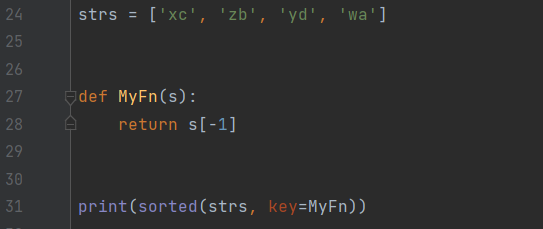 24 strs = ['xc', 'zb', 'yd', 'wa']
25
26
27 def MyFn(s):
28     return s[-1]
29
30
31 print(sorted(strs, key=MyFn))